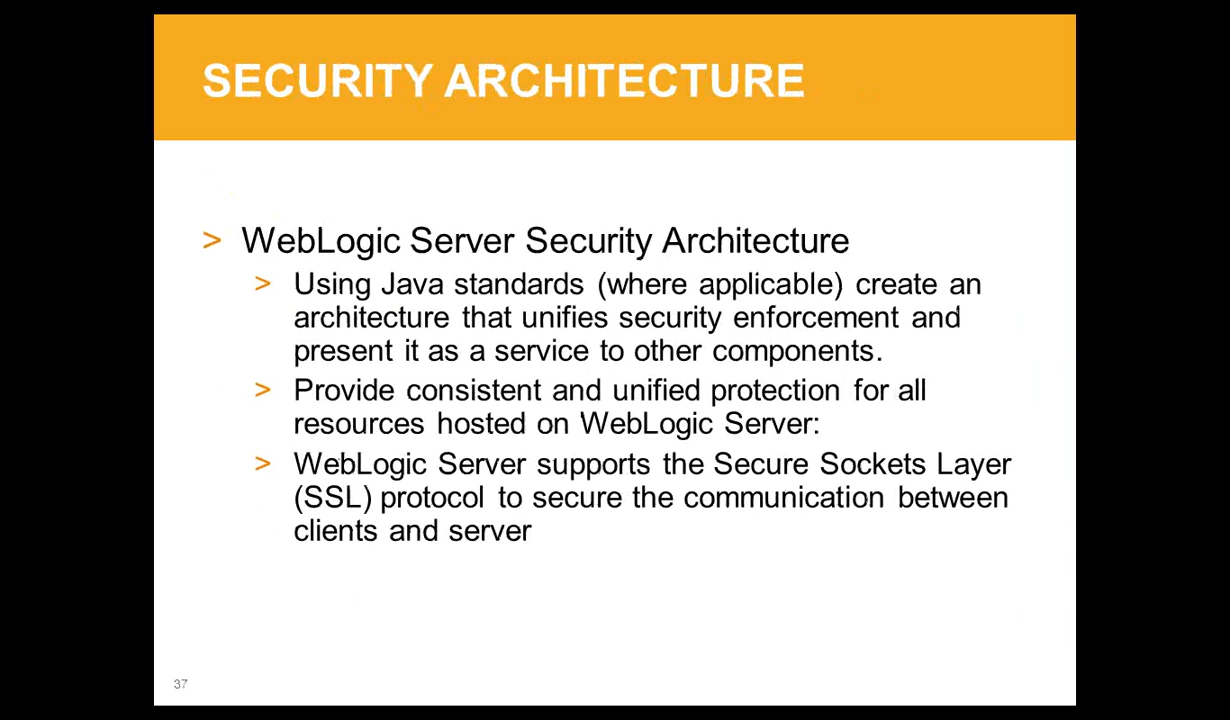 SECURITY ARCHITECTURE
> WebLogic Server Security Architecture
> Using Java standards (where applicable) create an
architecture that unifies security enforcement and
present it as a service to other components.
> Provide consistent and unified protection for all
resources hosted on WebLogic Server:
> WebLogic Server supports the Secure Sockets Layer
(SSL) protocol to secure the communication between
clients and server
37